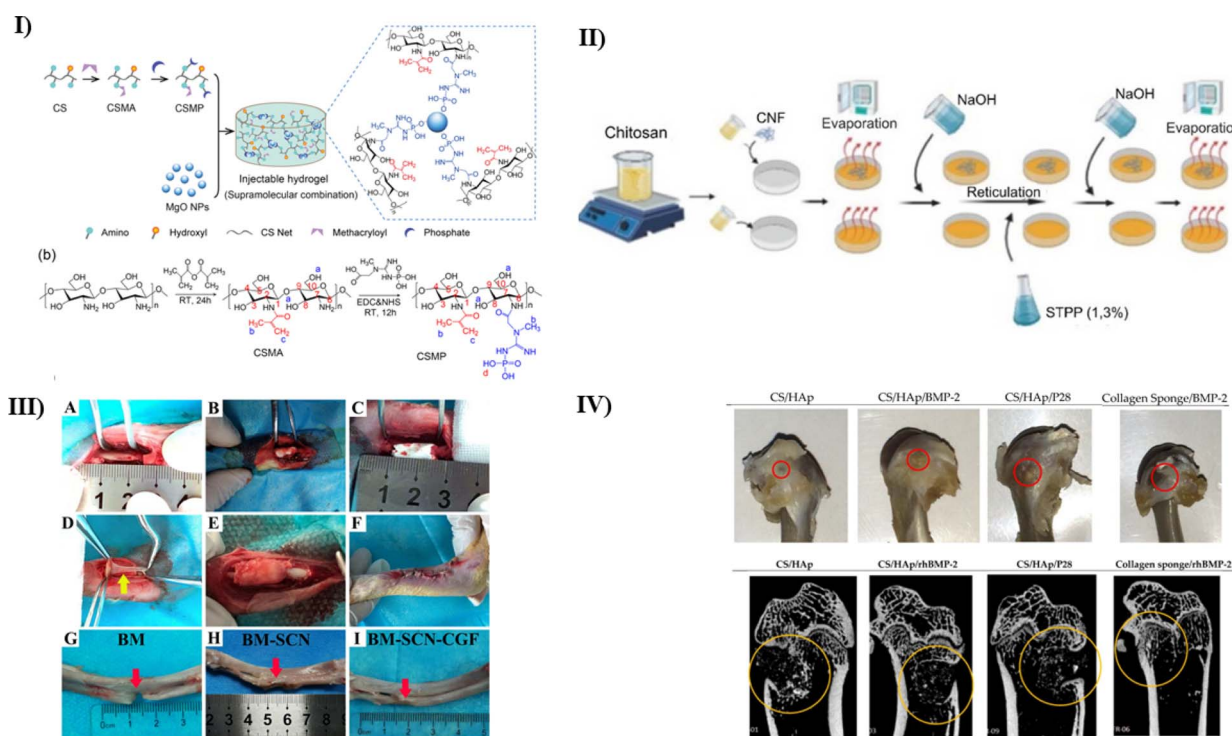 I)
CS
CSMA
CSMP
MgO NPs
Injectable hydrogel
(Supramolecular combination)
Amino
Hydroxyl
CS Net
Methacryloyl
Phosphate
(b)
RT, 24h
EDC&NHS
RT, 12h
CSMA
CSMP
II)
Chitosan
CNF
Evaporation
NaOH
Reticulation
STPP (1,3%)
NaOH
Evaporation
III)
A
B
C
D
E
F
G
BM
H
BM-SCN
I
BM-SCN-CGF
IV)
CS/HAp
CS/HAp/BMP-2
CS/HAp/P28
Collagen Sponge/BMP-2
CS/HAp
CS/HAp/rhBMP-2
CS/HAp/P28
Collagen sponge/rhBMP-2